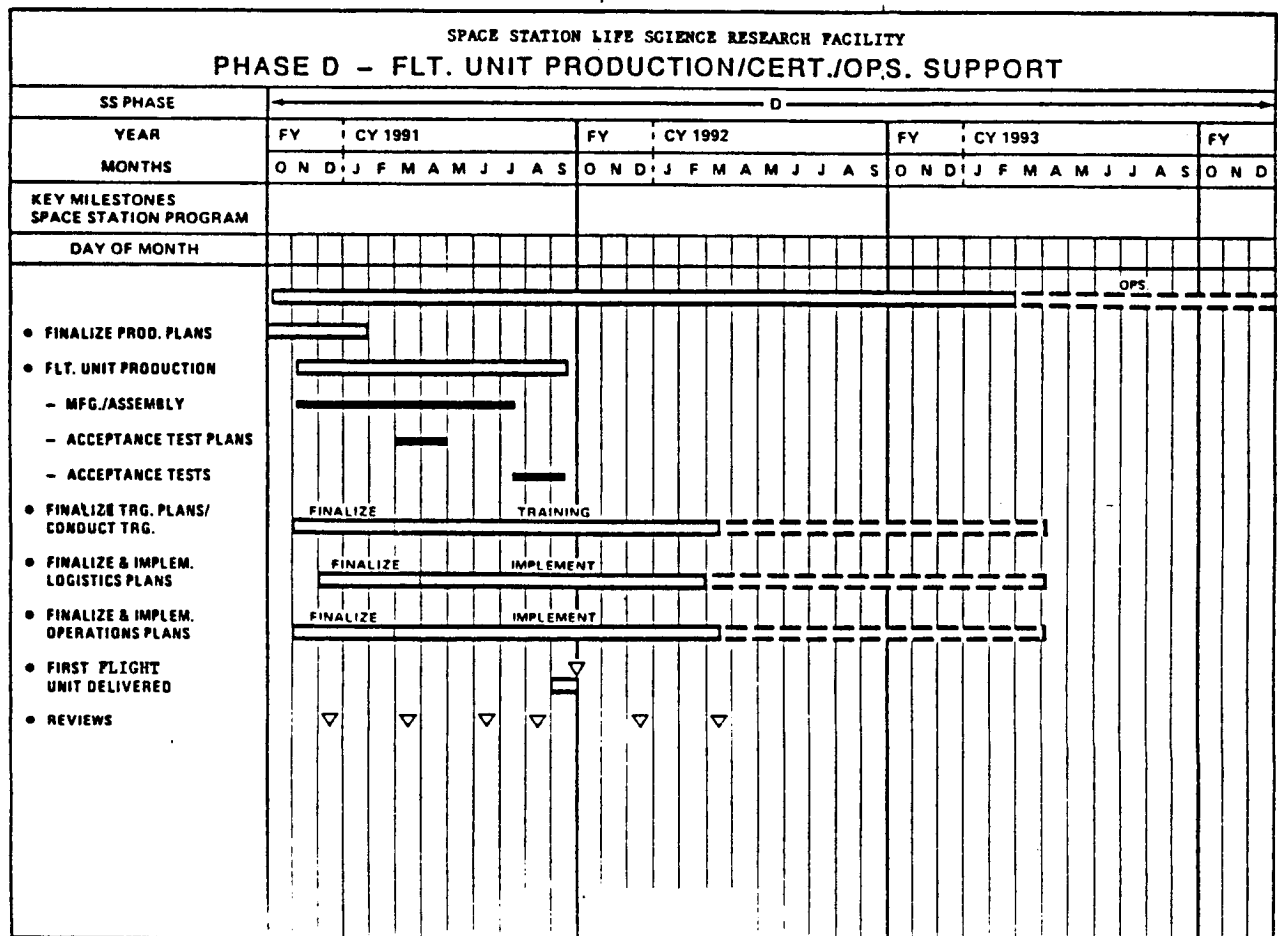 SPACE STATION LIFE SCIENCE RESEARCH FACILITY
PHASE D – FLT. UNIT PRODUCTION/CERT./OPS. SUPPORT
SS PHASE D
YEAR FY CY 1991 FY CY 1992 FY CY 1993 FY
MONTHS O N D J F M A M J J A S O N D J F M A M J J A S O N D J F M A M J J A S O N D
KEY MILESTONES
SPACE STATION PROGRAM
DAY OF MONTH
OPS.
• FINALIZE PROD. PLANS
• FLT. UNIT PRODUCTION
– MFG./ASSEMBLY
– ACCEPTANCE TEST PLANS
– ACCEPTANCE TESTS
• FINALIZE TRG. PLANS/
CONDUCT TRG.
FINALIZE TRAINING
• FINALIZE & IMPLEM.
LOGISTICS PLANS
FINALIZE IMPLEMENT
• FINALIZE & IMPLEM.
OPERATIONS PLANS
FINALIZE IMPLEMENT
• FIRST FLIGHT
UNIT DELIVERED
• REVIEWS